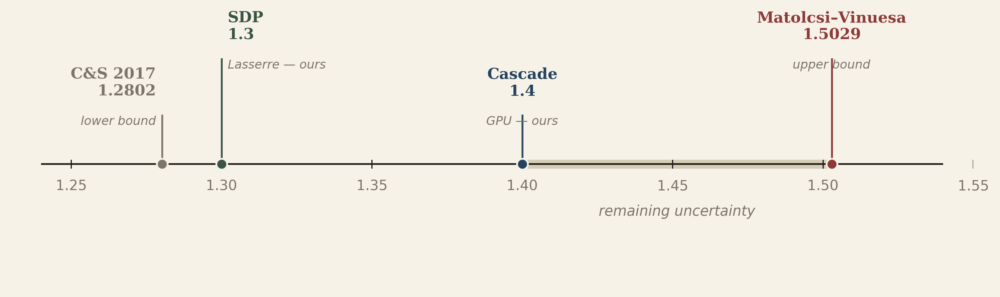 SDP
1.3
Lasserre — ours
Matolcsi–Vinuesa
1.5029
upper bound
C&S 2017
1.2802
lower bound
Cascade
1.4
GPU — ours
1.25
1.30
1.35
1.40
1.45
1.50
1.55
remaining uncertainty